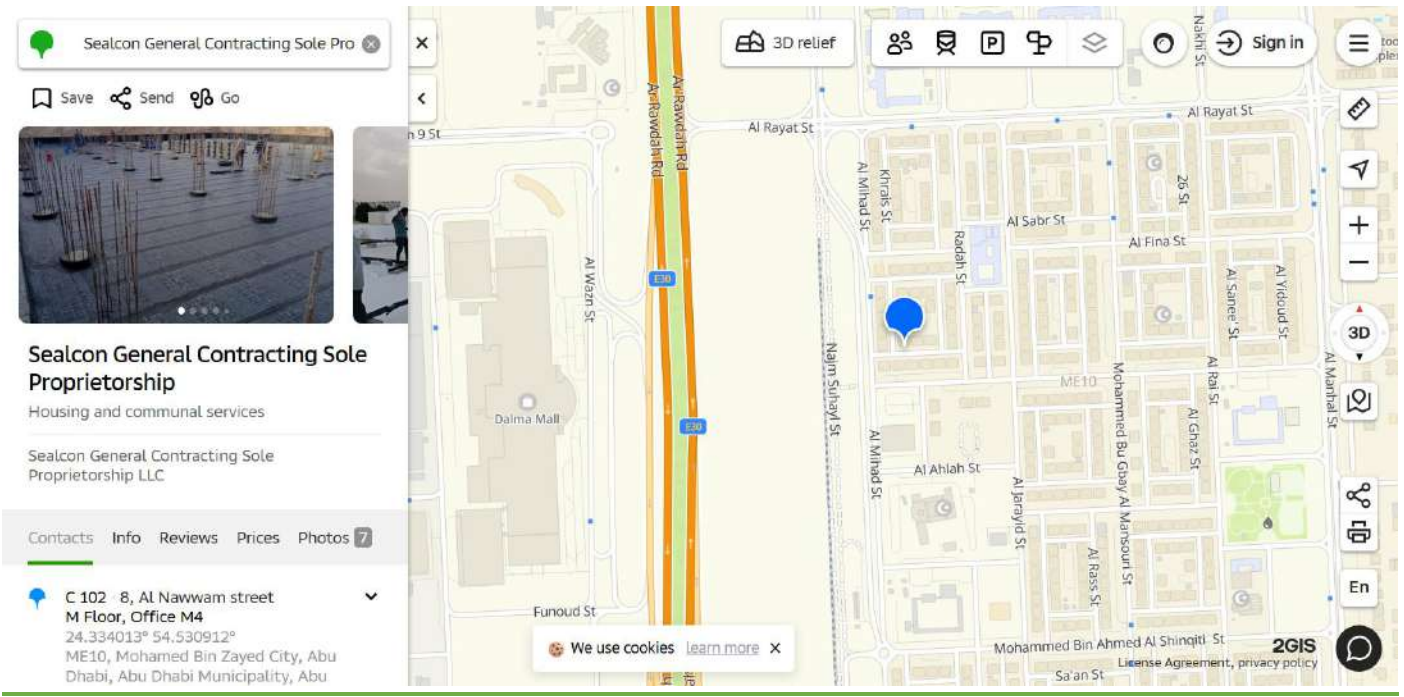 Sealcon General Contracting Sole Pro
Save
Send
Go
Sealcon General Contracting Sole
Proprietorship
Housing and communal services
Sealcon General Contracting Sole
Proprietorship LLC
Contacts
Info
Reviews
Prices
Photos 7
C 102 8, Al Nawwam street
M Floor, Office M4
24.334013° 54.530912°
ME10, Mohamed Bin Zayed City, Abu
Dhabi, Abu Dhabi Municipality, Abu
3D relief
P
Sign in
3D
En
n 9 St
Ar Rawdah Rd
Ar Rawdah Rd
Al Rayat St
Al Rayat St
Nakhl St
Al Mihad St
Khrais St
26 St
Al Sabr St
Radah St
Al Fina St
Al Wazn St
E30
Al Sanee' St
Al Yidoud St
Najm Suhayl St
ME10
Mohammed Bu Gbay Al Mansouri St
Al Rai St
Al Manhal St
Dalma Mall
E30
Al Ghaz St
Al Mihad St
Al Ahlah St
Al Jarayid St
Al Rass St
Funoud St
We use cookies learn more
Mohammed Bin Ahmed Al Shinqiti St
2GIS
License Agreement, privacy policy
Sa'an St